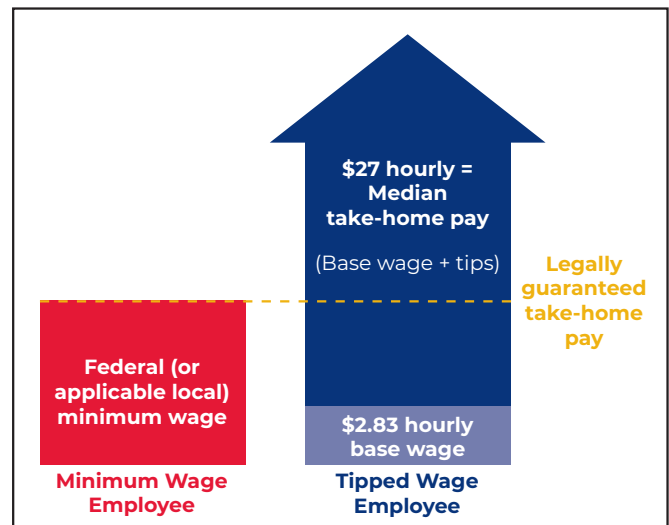 $27 hourly =
Median
take-home pay
(Base wage + tips)
Legally
guaranteed
take-home
pay
Federal (or
applicable local)
minimum wage
$2.83 hourly
base wage
Minimum Wage
Employee
Tipped Wage
Employee